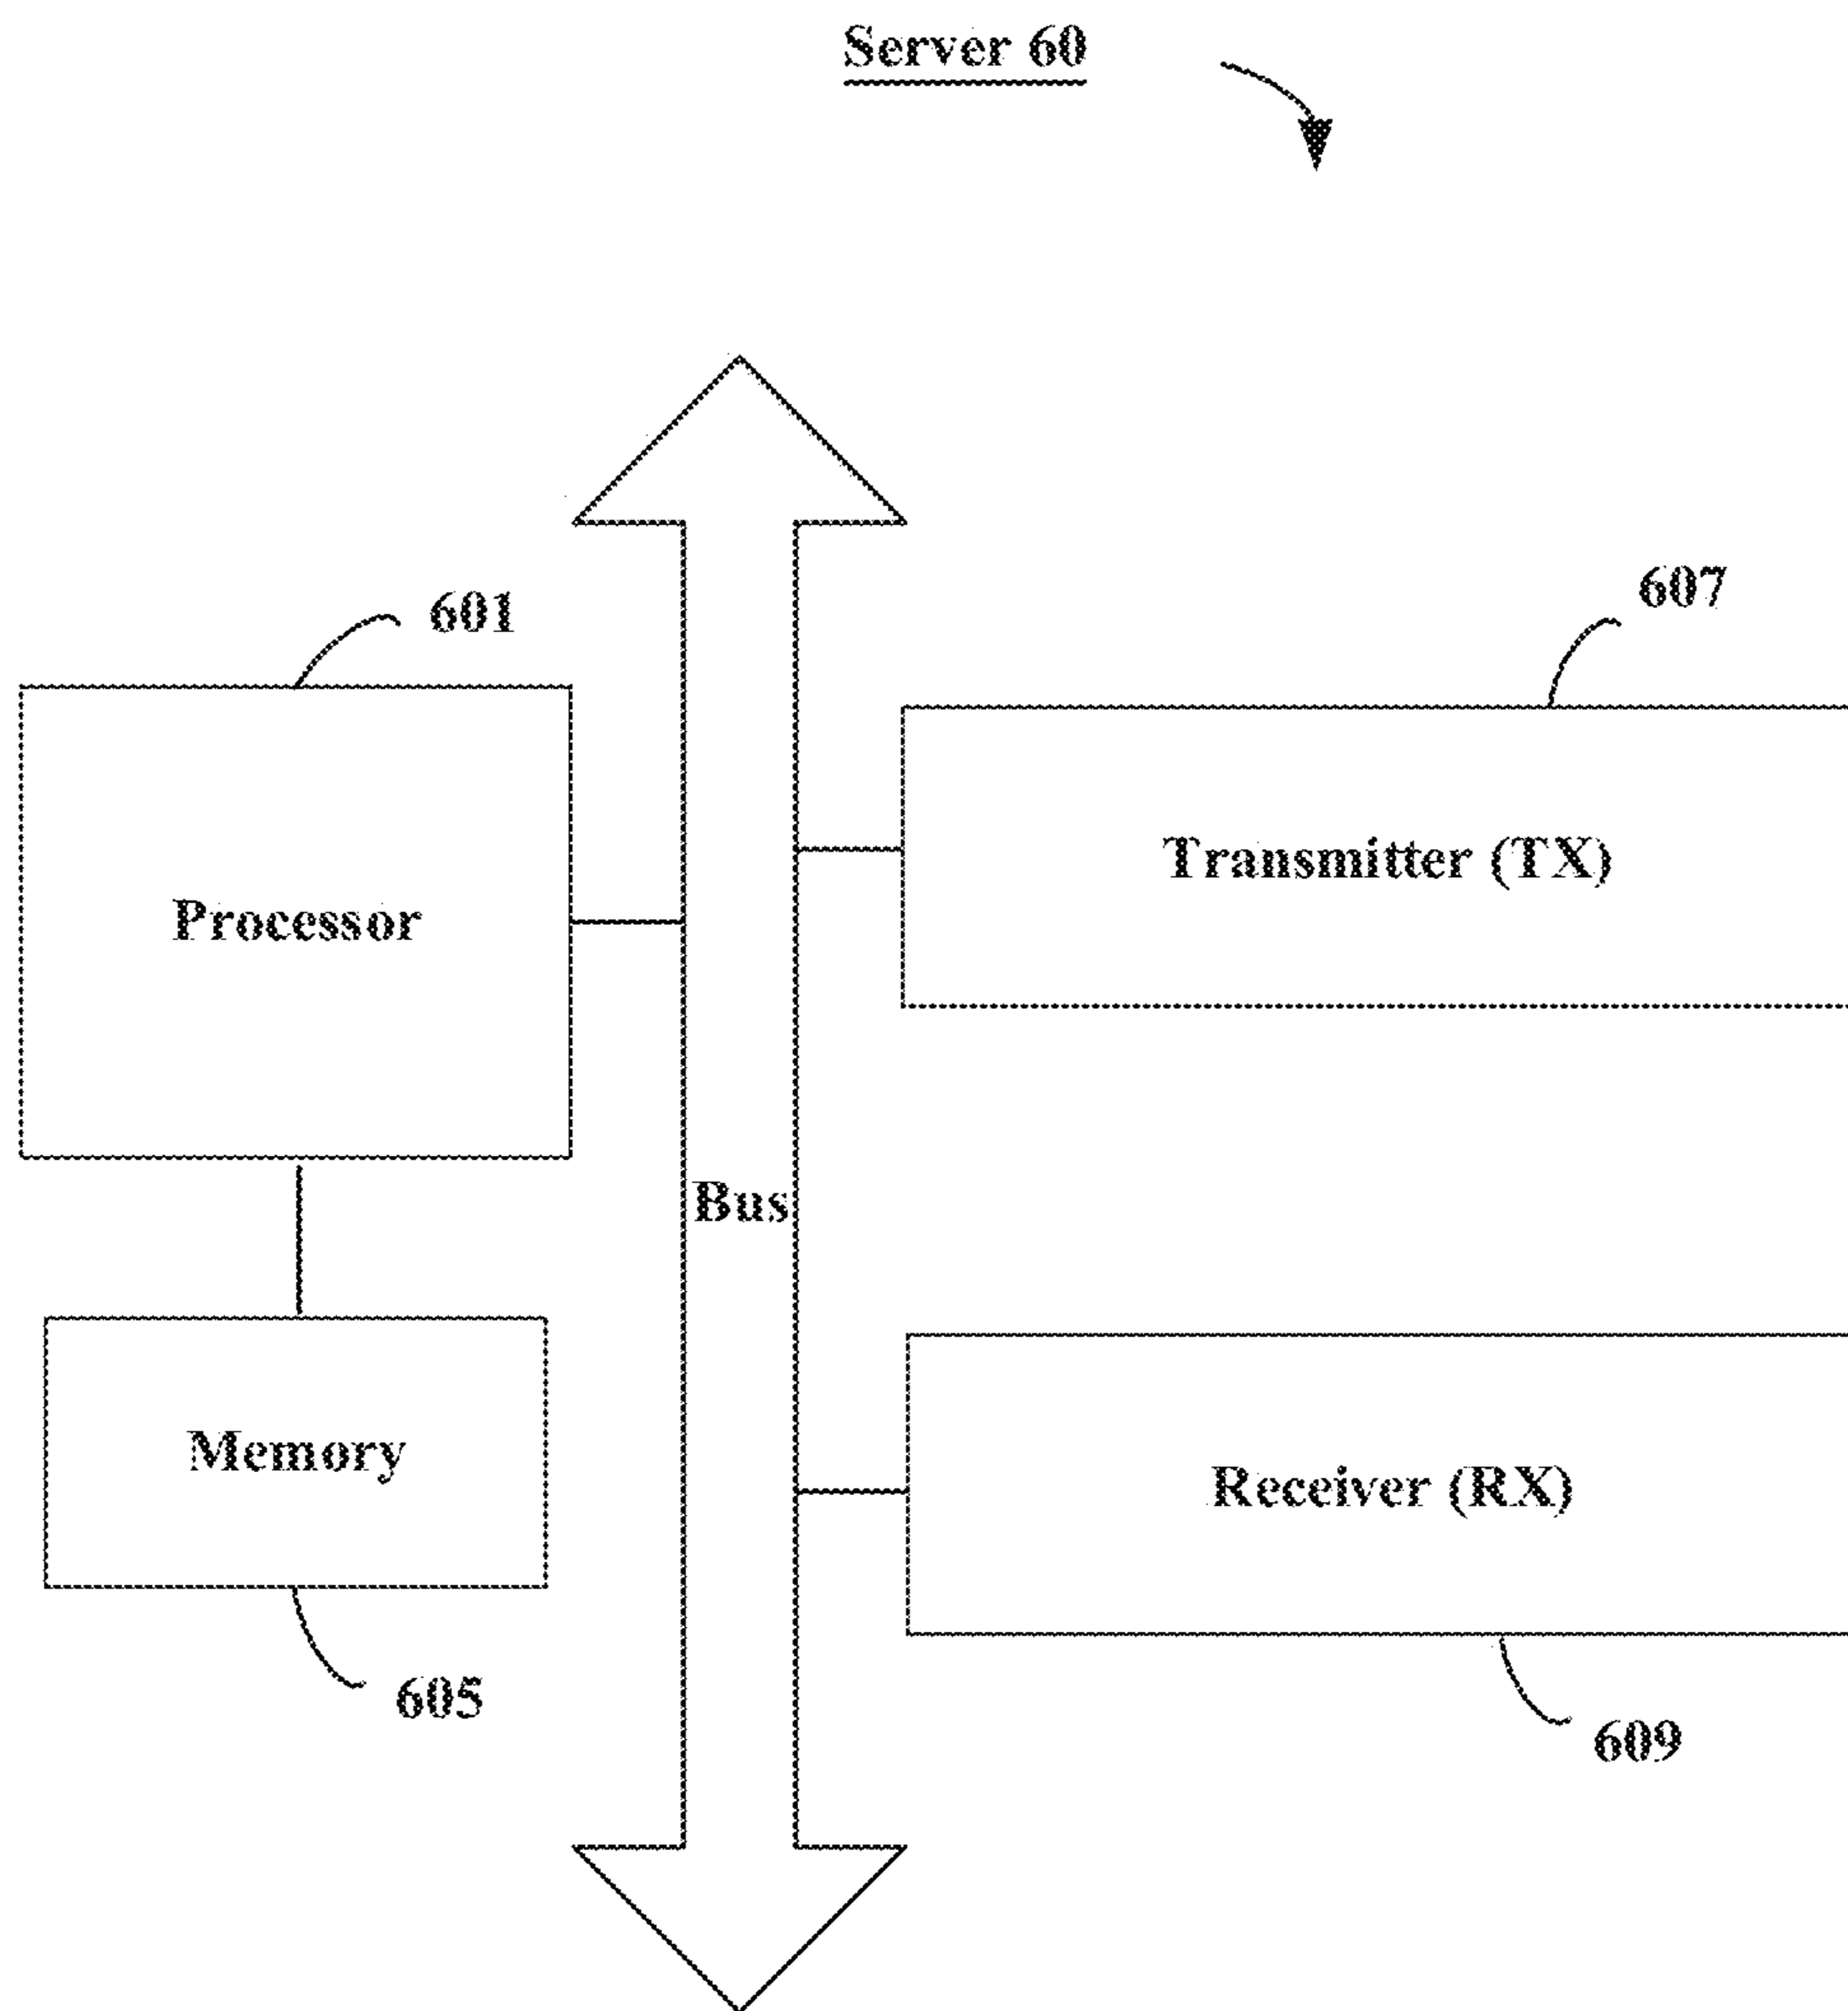 Server 60
601
607
Processor
Transmitter (TX)
Bus
Memory
Receiver (RX)
605
609